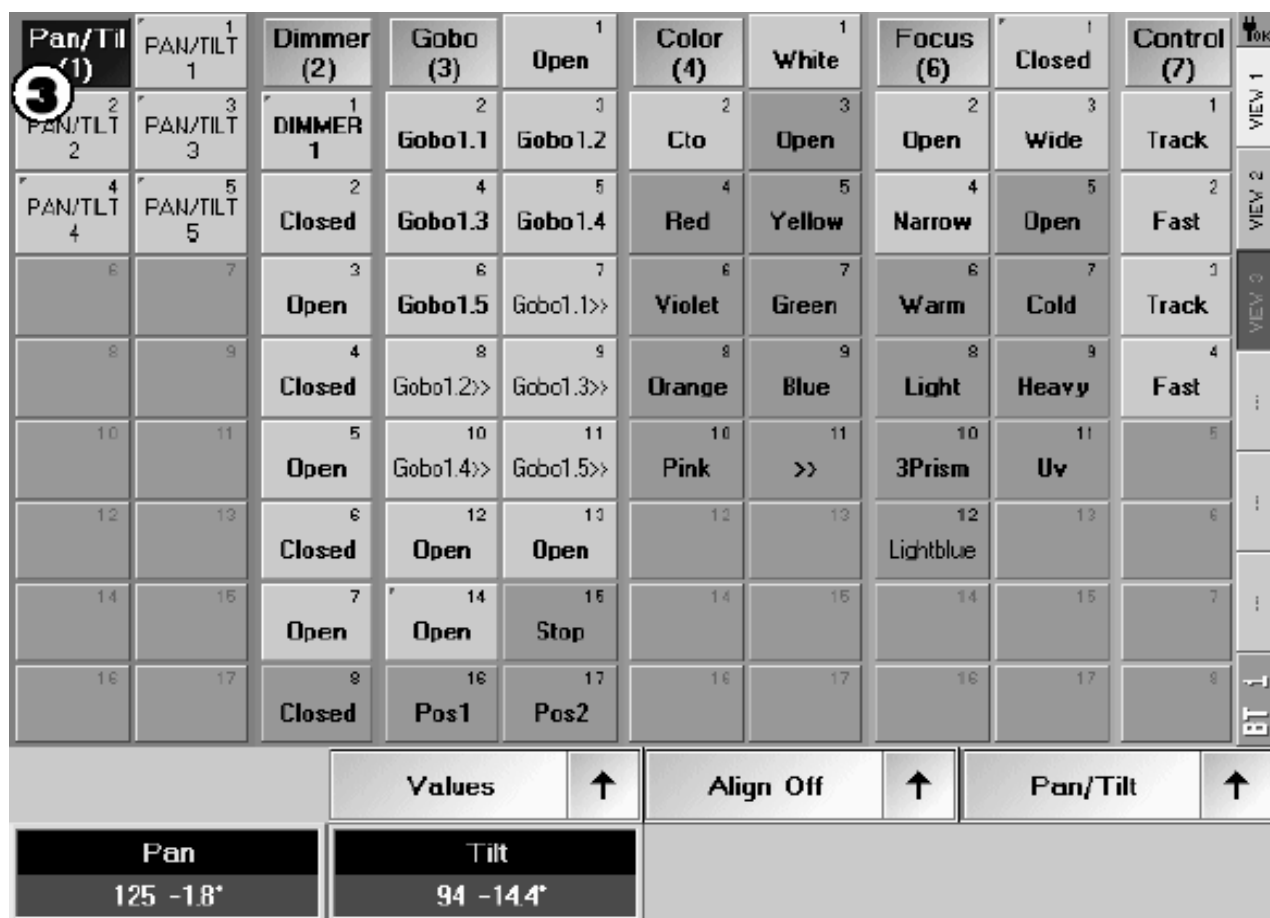 Pan/Til (1) 1 PAN/TILT 1 Dimmer (2) Gobo (3) 1 Open Color (4) 1 White Focus (6) 1 Closed Control (7) OK
3
2 PAN/TILT 2 3 PAN/TILT 3 1 DIMMER 1 2 Gobo1.1 3 Gobo1.2 2 Cto 3 Open 2 Open 3 Wide 1 Track VIEW 1
4 PAN/TILT 4 5 PAN/TILT 5 2 Closed 4 Gobo1.3 5 Gobo1.4 4 Red 5 Yellow 4 Narrow 5 Open 2 Fast VIEW 2
6 7 3 Open 6 Gobo1.5 7 Gobo1.1>> 6 Violet 7 Green 6 Warm 7 Cold 3 Track VIEW 3
8 9 4 Closed 8 Gobo1.2>> 9 Gobo1.3>> 8 Orange 9 Blue 8 Light 9 Heavy 4 Fast ...
10 11 5 Open 10 Gobo1.4>> 11 Gobo1.5>> 10 Pink 11 >> 10 3Prism 11 Uv 5
12 13 6 Closed 12 Open 13 Open 12 13 12 Lightblue 13 6 ...
14 15 7 Open 14 Open 15 Stop 14 15 14 15 7 ...
16 17 8 Closed 16 Pos1 17 Pos2 16 17 16 17 8 BT 1
Values ↑ Align Off ↑ Pan/Tilt ↑
Pan Tilt
125 -1.8° 94 -14.4°